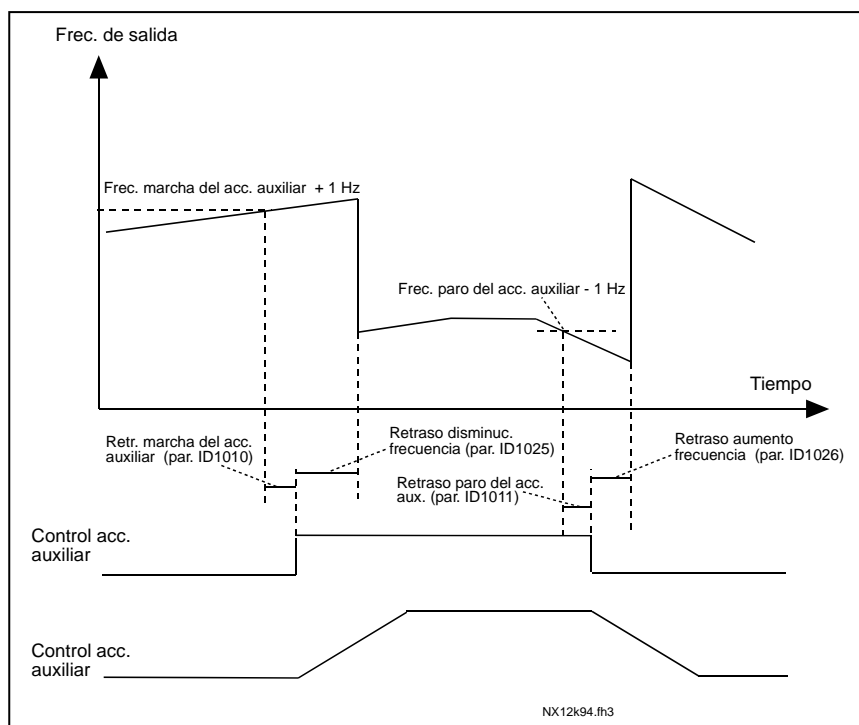 Frec. de salida
Frec. marcha del acc. auxiliar + 1 Hz
Frec. paro del acc. auxiliar - 1 Hz
Tiempo
Retr. marcha del acc.
auxiliar (par. ID1010)
Retraso disminuc.
frecuencia (par. ID1025)
Retraso paro del acc.
aux. (par. ID1011)
Retraso aumento
frecuencia (par. ID1026)
Control acc.
auxiliar
Control acc.
auxiliar
NX12k94.fh3